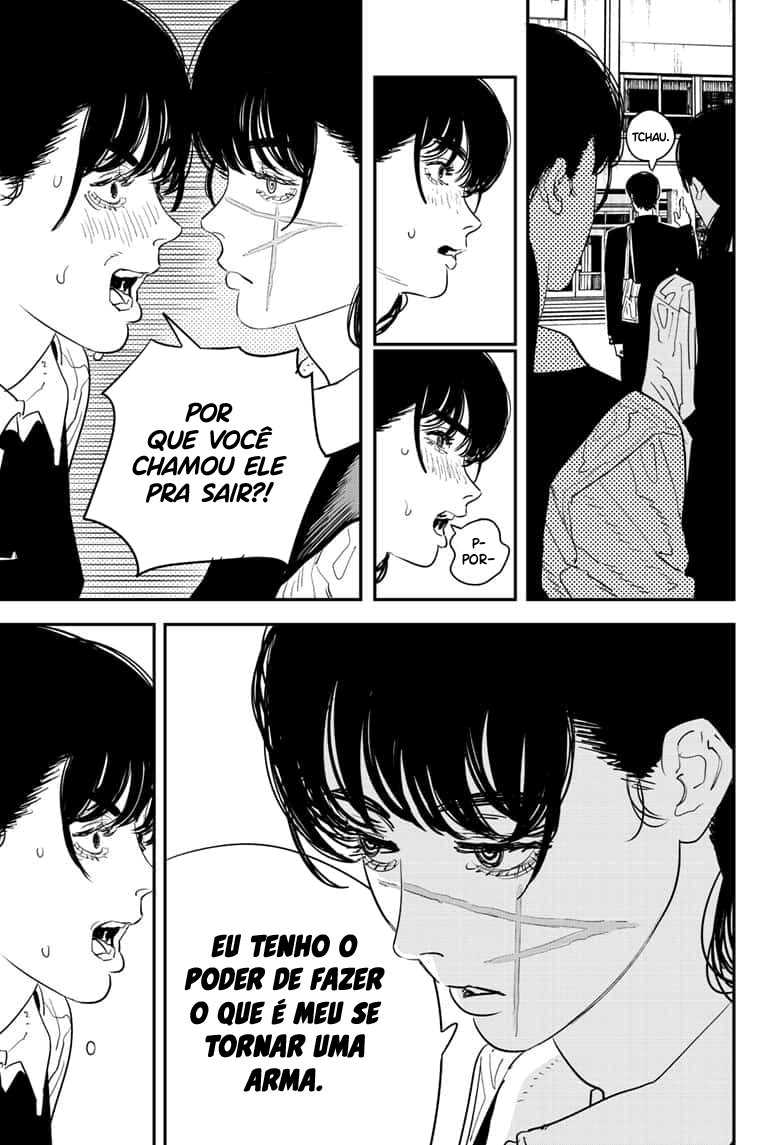 TCHAU.
P-
POR-
POR
QUE VOCÊ
CHAMOU ELE
PRA SAIR?!
EU TENHO O
PODER DE FAZER
O QUE É MEU SE
TORNAR UMA
ARMA.